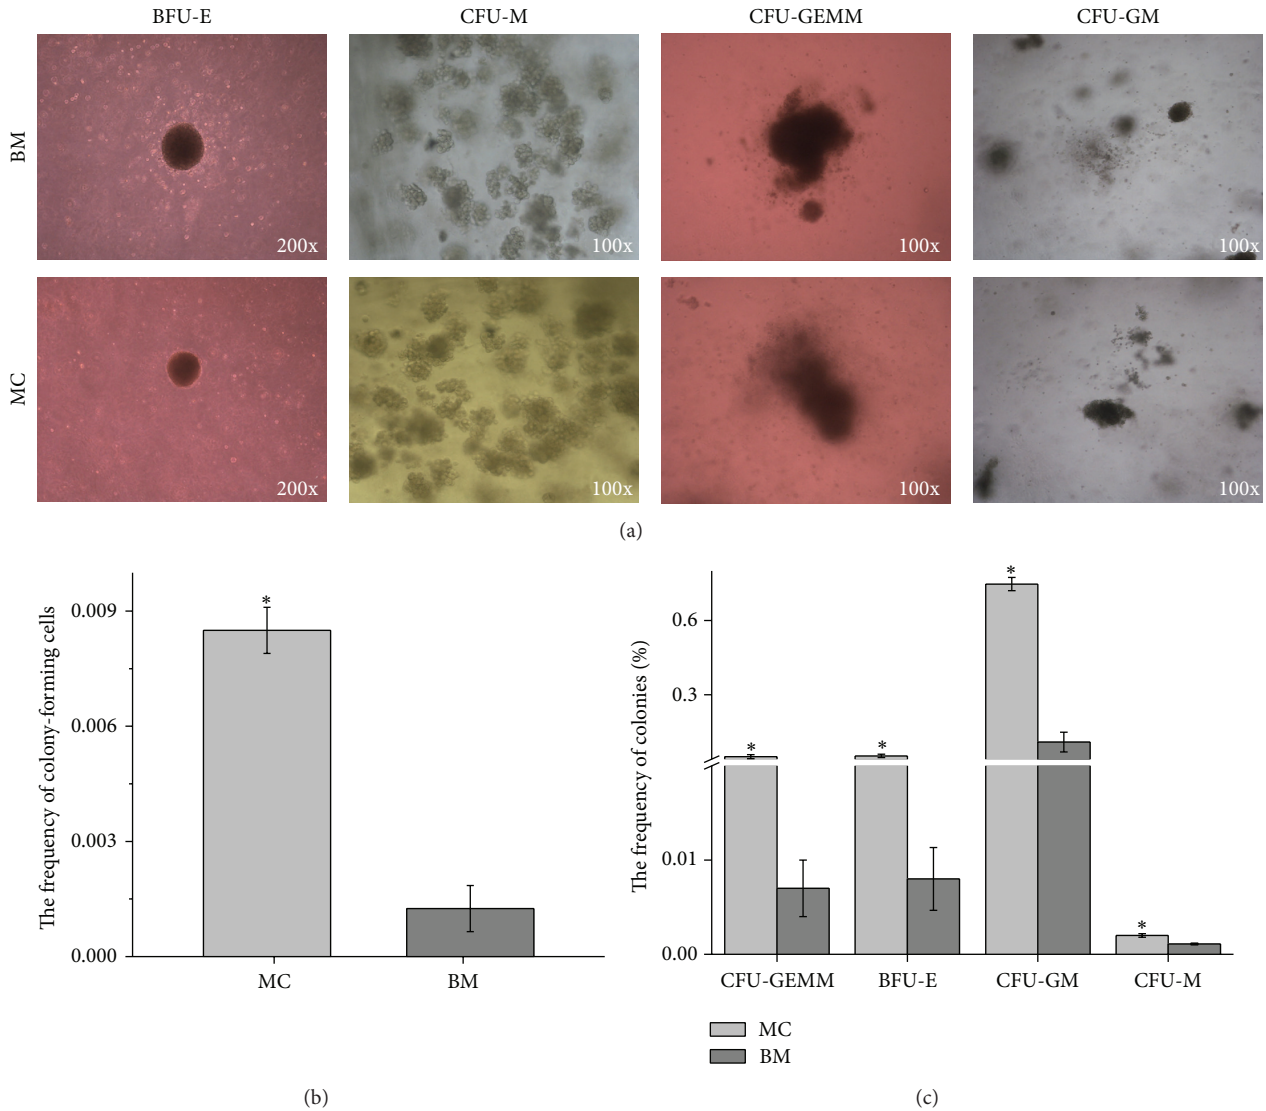 BFU-E CFU-M CFU-GEMM CFU-GM
BM
200x 100x 100x 100x
MC
200x 100x 100x 100x
(a)
The frequency of colony-forming cells
0.009
0.006
0.003
0.000
*
MC BM
(b)
The frequency of colonies (%)
0.6
0.3
0.01
0.00
* * * *
CFU-GEMM BFU-E CFU-GM CFU-M
MC
BM
(c)